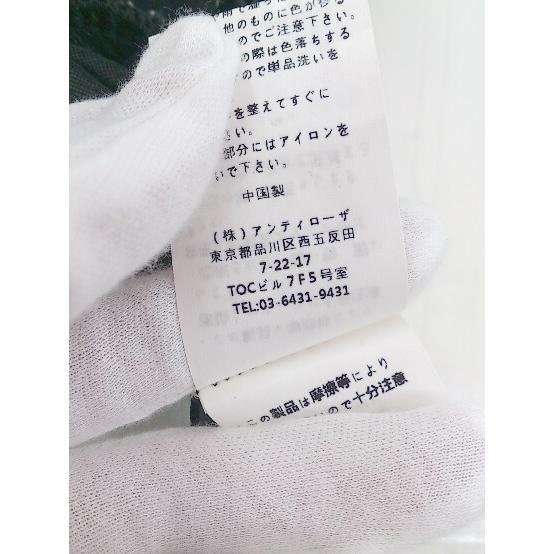 他のものに色が移る
のでご注意下さい。
の際は色落ちする
ので単品洗いを
を整えてすぐに
さい。
部分にはアイロンを
いで下さい。
中国製
(株)アンティローザ
東京都品川区西五反田
7-22-17
TOCビル7F5号室
TEL:03-6431-9431
この製品は摩擦等により
ので十分注意